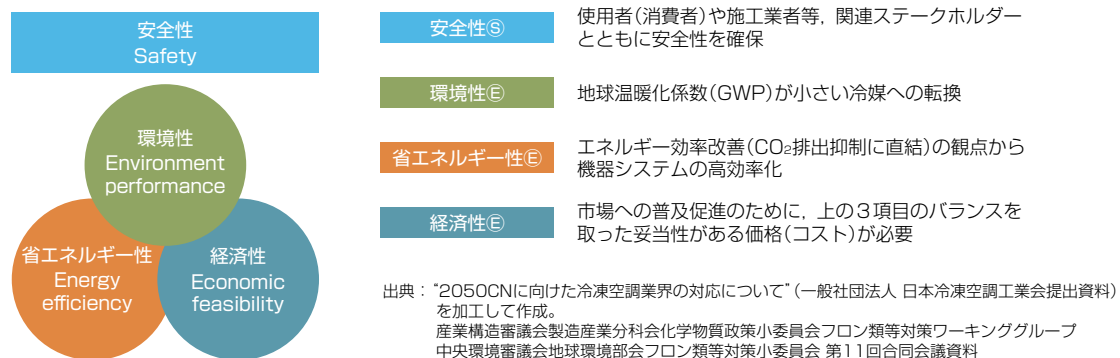 安全性
Safety
環境性
Environment
performance
省エネルギー性
Energy
efficiency
経済性
Economic
feasibility
安全性Ⓢ
使用者(消費者)や施工業者等,関連ステークホルダー
とともに安全性を確保
環境性Ⓔ
地球温暖化係数(GWP)が小さい冷媒への転換
省エネルギー性Ⓔ
エネルギー効率改善(CO₂排出抑制に直結)の観点から
機器システムの高効率化
経済性Ⓔ
市場への普及促進のために,上の3項目のバランスを
取った妥当性がある価格(コスト)が必要
出典:“2050CNに向けた冷凍空調業界の対応について”(一般社団法人 日本冷凍空調工業会提出資料)
を加工して作成。
産業構造審議会製造産業分科会化学物質政策小委員会フロン類等対策ワーキンググループ
中央環境審議会地球環境部会フロン類等対策小委員会 第11回合同会議資料